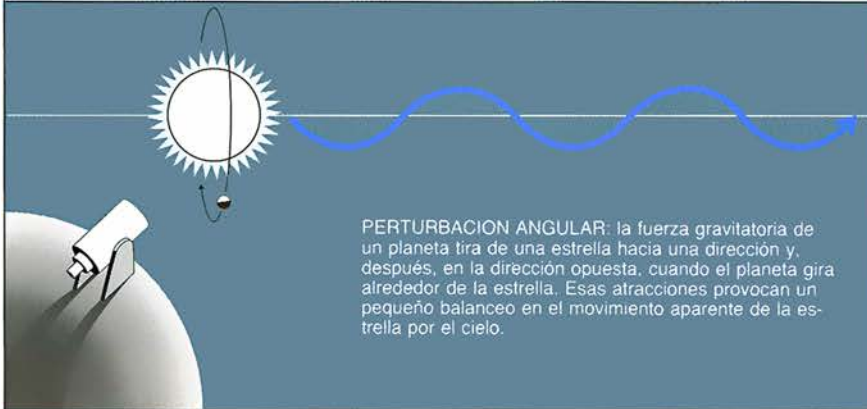 PERTURBACION ANGULAR: la fuerza gravitatoria de
un planeta tira de una estrella hacia una dirección y,
después, en la dirección opuesta, cuando el planeta gira
alrededor de la estrella. Esas atracciones provocan un
pequeño balanceo en el movimiento aparente de la es-
trella por el cielo.